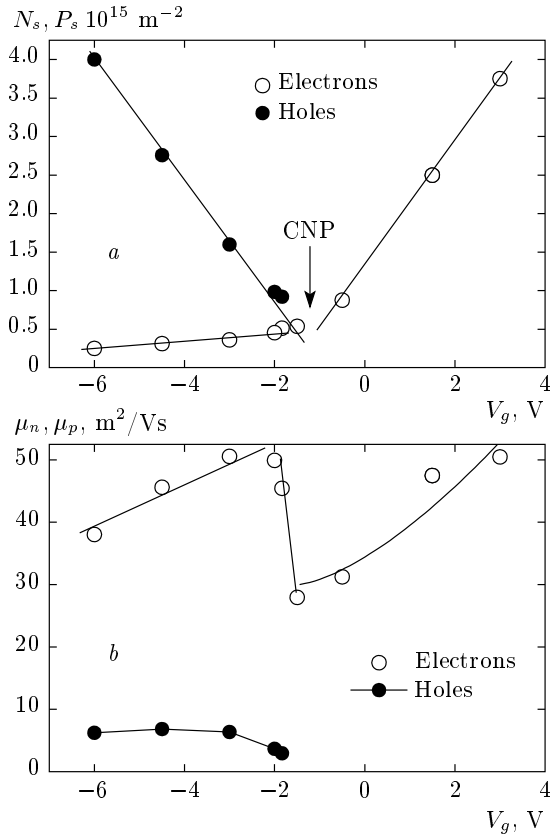 N_s, P_s 10^15 m^−2
4.0
3.5
3.0
2.5
2.0
1.5
1.0
0.5
0
Electrons
Holes
CNP
a
−6 −4 −2 0 2 4
V_g, V
μ_n, μ_p, m^2/Vs
50
40
30
20
10
0
b
Electrons
Holes
−6 −4 −2 0 2 4
V_g, V